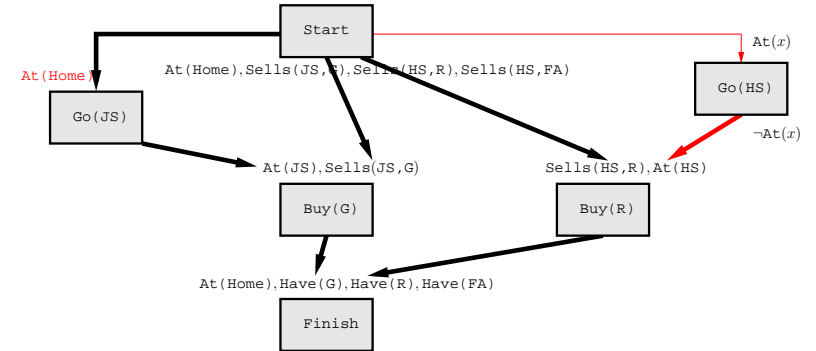 Start
At(x)
At(Home),Sells(JS,G),Sells(HS,R),Sells(HS,FA)
At(Home)
Go(HS)
Go(JS)
¬At(x)
At(JS),Sells(JS,G)
Sells(HS,R),At(HS)
Buy(G)
Buy(R)
At(Home),Have(G),Have(R),Have(FA)
Finish